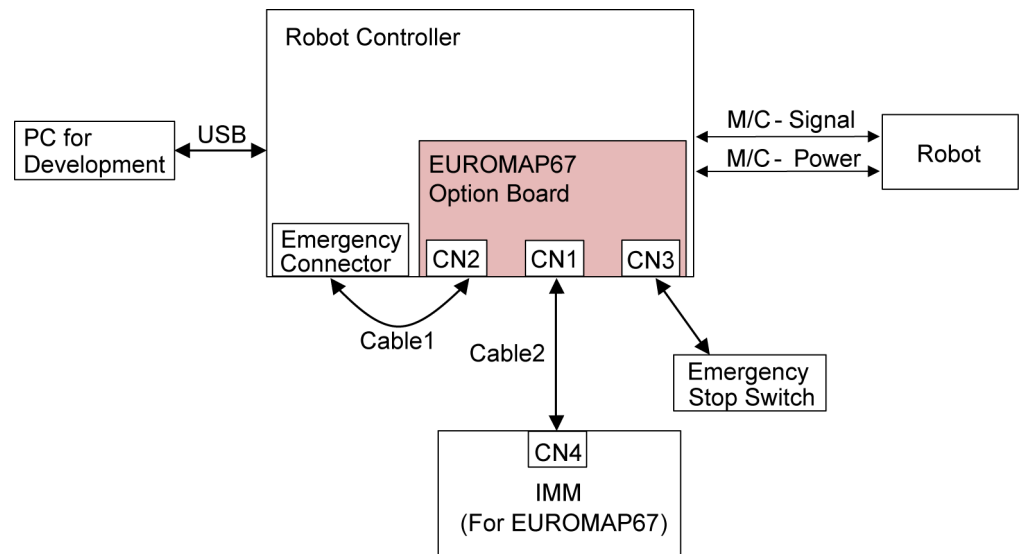 Robot Controller
PC for
Development
USB
M/C - Signal
M/C - Power
Robot
EUROMAP67
Option Board
Emergency
Connector
CN2
CN1
CN3
Cable1
Cable2
Emergency
Stop Switch
CN4
IMM
(For EUROMAP67)